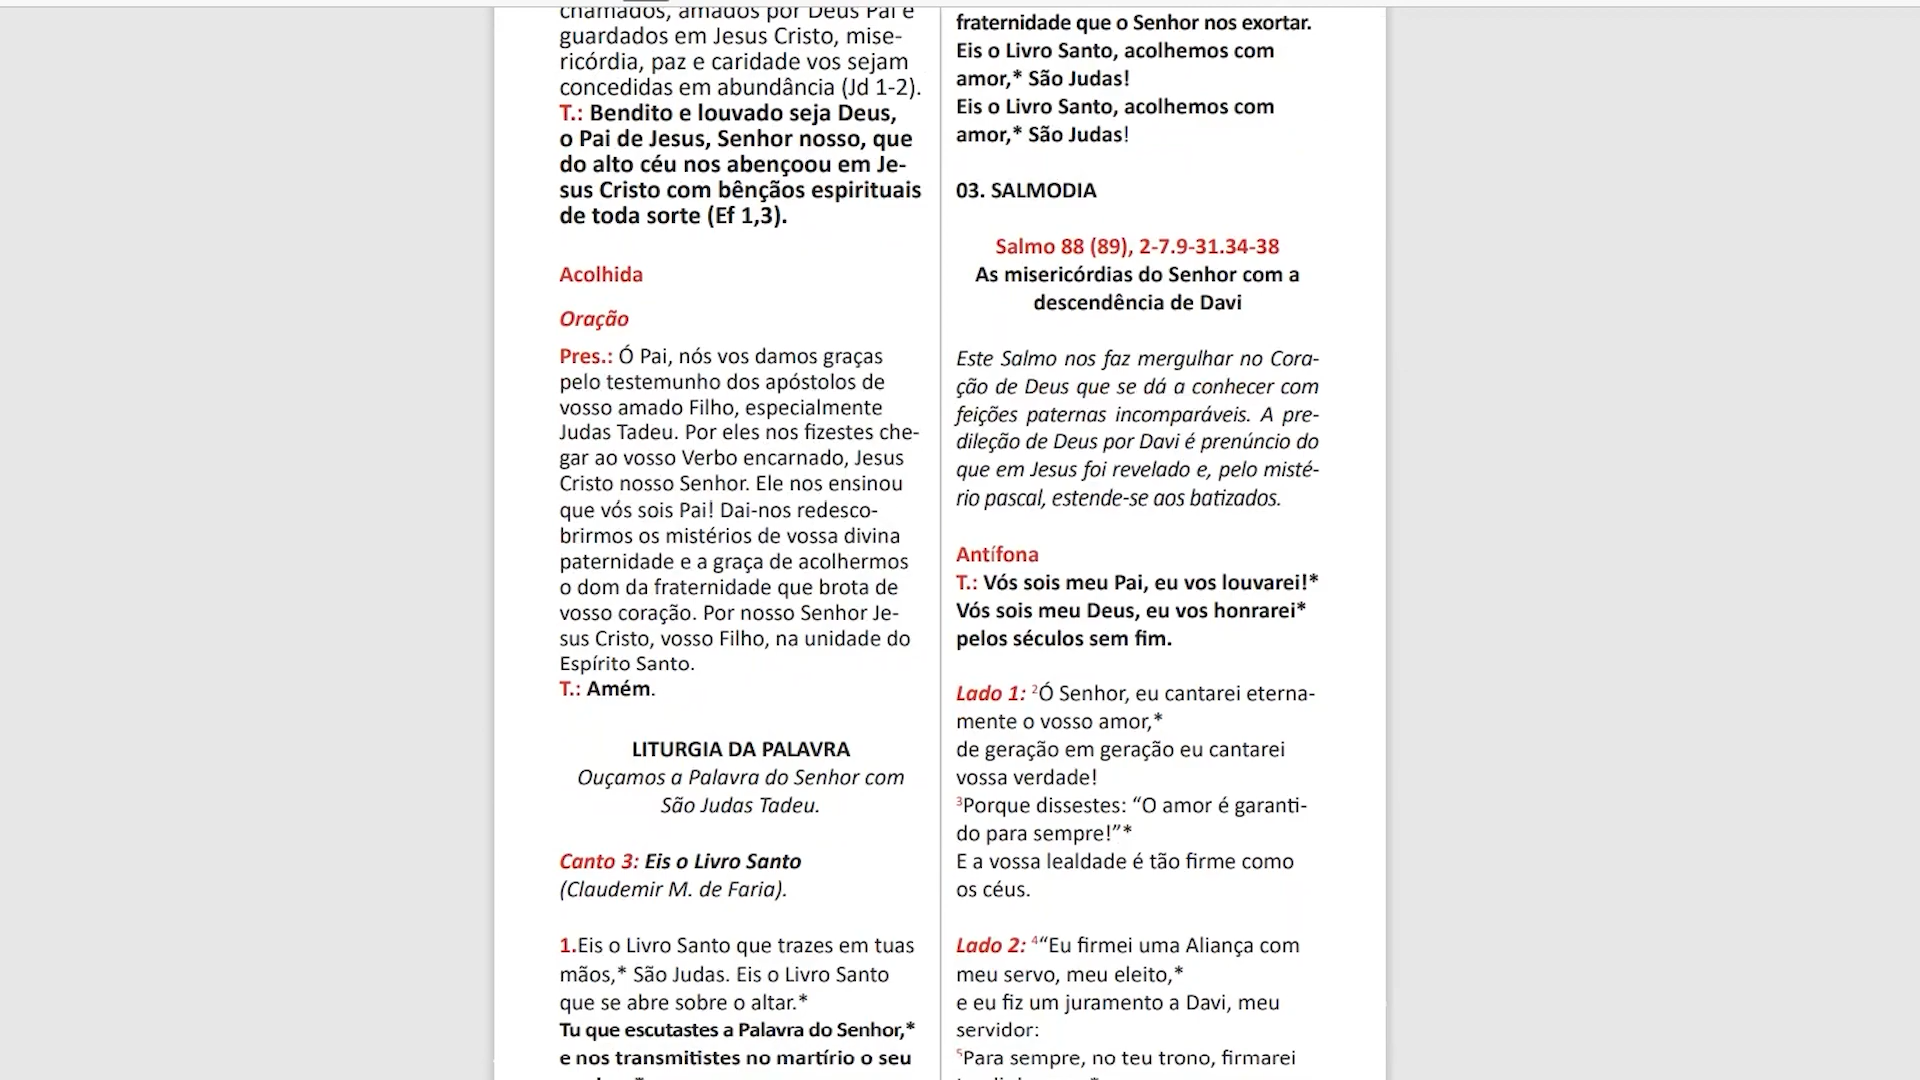 chamados, amados por Deus Pai e
guardados em Jesus Cristo, mise-
ricórdia, paz e caridade vos sejam
concedidas em abundância (Jd 1-2).
T.: Bendito e louvado seja Deus,
o Pai de Jesus, Senhor nosso, que
do alto céu nos abençoou em Je-
sus Cristo com bênçãos espirituais
de toda sorte (Ef 1,3).
Acolhida
Oração
Pres.: Ó Pai, nós vos damos graças
pelo testemunho dos apóstolos de
vosso amado Filho, especialmente
Judas Tadeu. Por eles nos fizestes che-
gar ao vosso Verbo encarnado, Jesus
Cristo nosso Senhor. Ele nos ensinou
que vós sois Pai! Dai-nos redesco-
brirmos os mistérios de vossa divina
paternidade e a graça de acolhermos
o dom da fraternidade que brota de
vosso coração. Por nosso Senhor Je-
sus Cristo, vosso Filho, na unidade do
Espírito Santo.
T.: Amém.
LITURGIA DA PALAVRA
Ouçamos a Palavra do Senhor com
São Judas Tadeu.
Canto 3: Eis o Livro Santo
(Claudemir M. de Faria).
1.Eis o Livro Santo que trazes em tuas
mãos,* São Judas. Eis o Livro Santo
que se abre sobre o altar.*
Tu que escutastes a Palavra do Senhor,*
e nos transmitistes no martírio o seu
fraternidade que o Senhor nos exortar.
Eis o Livro Santo, acolhemos com
amor,* São Judas!
Eis o Livro Santo, acolhemos com
amor,* São Judas!
03. SALMODIA
Salmo 88 (89), 2-7.9-31.34-38
As misericórdias do Senhor com a
descendência de Davi
Este Salmo nos faz mergulhar no Cora-
ção de Deus que se dá a conhecer com
feições paternas incomparáveis. A pre-
dileção de Deus por Davi é prenúncio do
que em Jesus foi revelado e, pelo misté-
rio pascal, estende-se aos batizados.
Antífona
T.: Vós sois meu Pai, eu vos louvarei!*
Vós sois meu Deus, eu vos honrarei*
pelos séculos sem fim.
Lado 1: ²Ó Senhor, eu cantarei eterna-
mente o vosso amor,*
de geração em geração eu cantarei
vossa verdade!
³Porque dissestes: “O amor é garanti-
do para sempre!”*
E a vossa lealdade é tão firme como
os céus.
Lado 2: ⁴“Eu firmei uma Aliança com
meu servo, meu eleito,*
e eu fiz um juramento a Davi, meu
servidor:
⁵Para sempre, no teu trono, firmarei